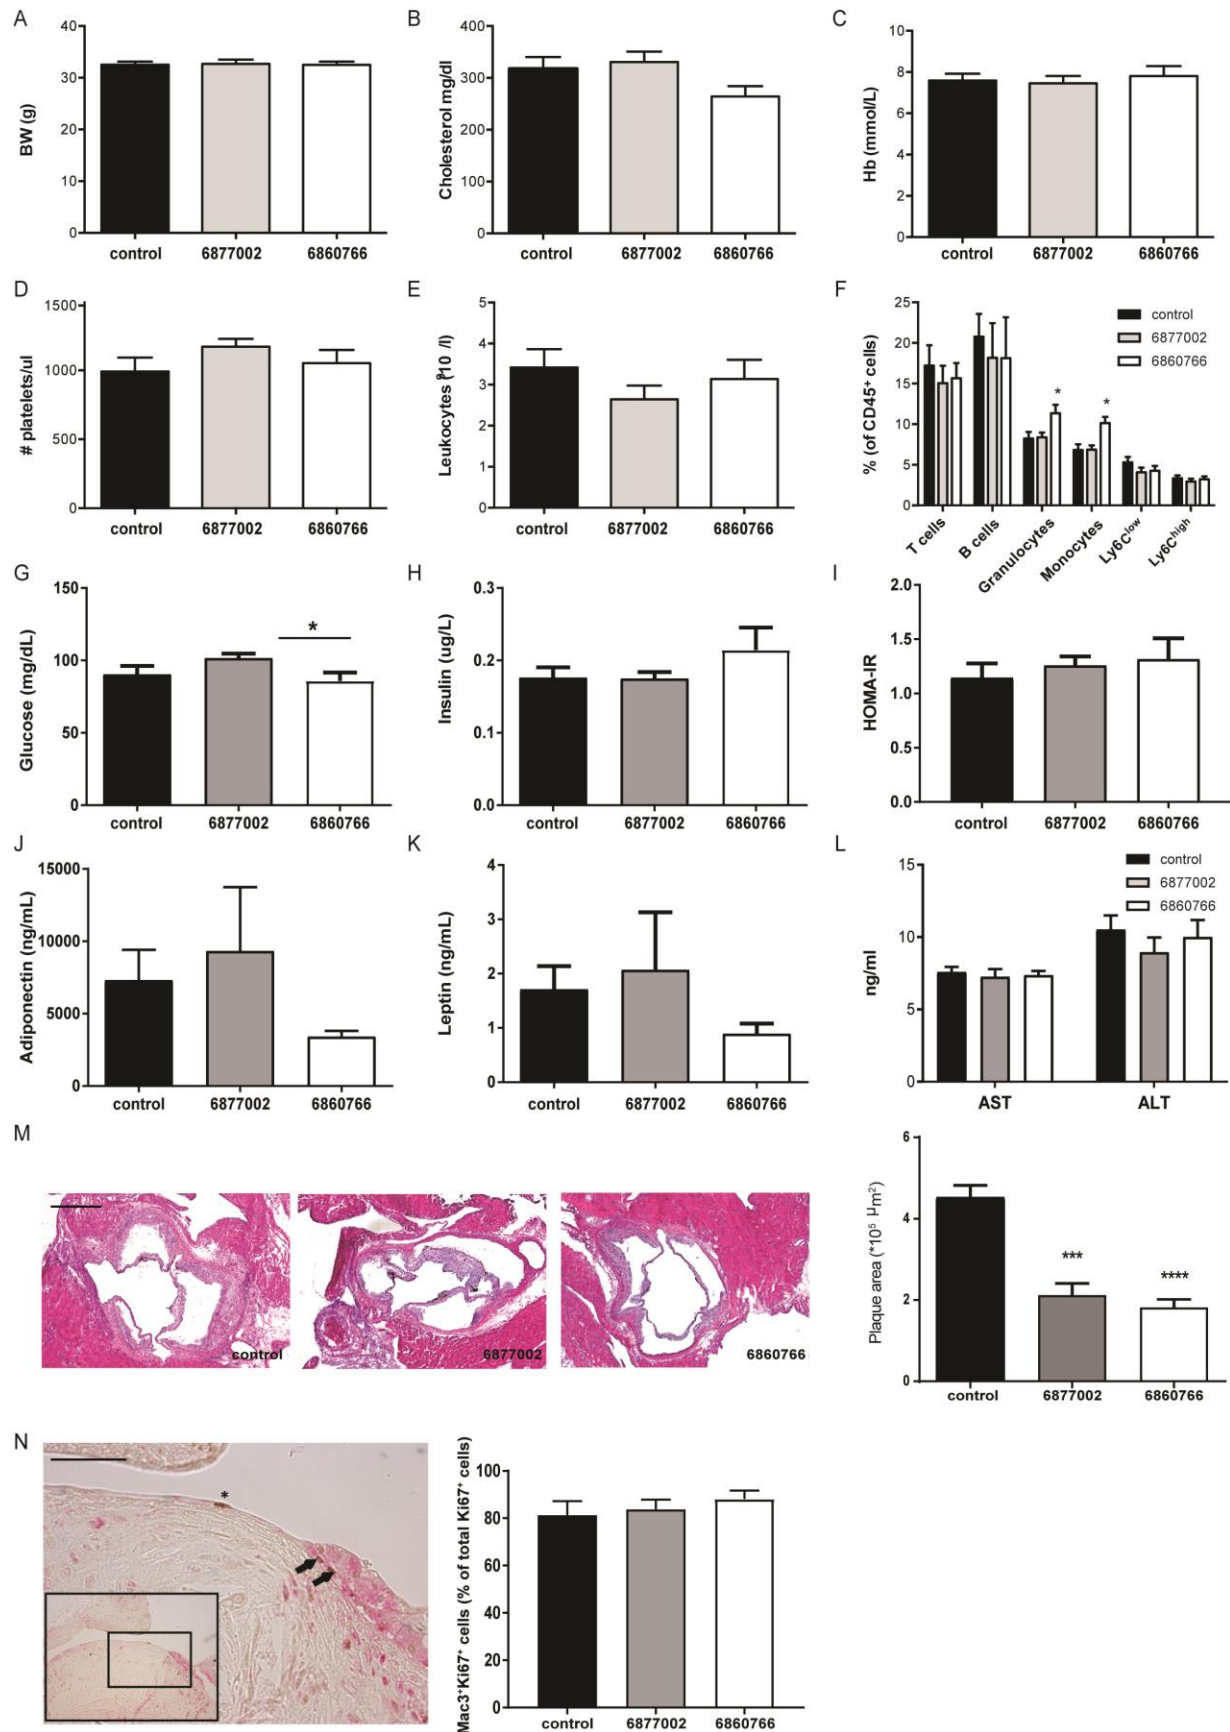 A
BW (g)
40
30
20
10
0
control 6877002 6860766
B
Cholesterol mg/dl
400
300
200
100
0
control 6877002 6860766
C
Hb (mmol/L)
10
8
6
4
2
0
control 6877002 6860766
D
# platelets/ul
1500
1000
500
0
control 6877002 6860766
E
5
4
3
2
1
0
control 6877002 6860766
F
% (of CD45⁺ cells)
25
20
15
10
5
0
control
6877002
6860766
*
*
T cells
B cells
Granulocytes
Monocytes
Ly6Cˡᵒʷ
Ly6Cʰⁱᵍʰ
G
Glucose (mg/dL)
150
100
50
0
*
control 6877002 6860766
H
Insulin (ug/L)
0.3
0.2
0.1
0.0
control 6877002 6860766
I
HOMA-IR
2.0
1.5
1.0
0.5
0.0
control 6877002 6860766
J
Adiponectin (ng/mL)
15000
10000
5000
0
control 6877002 6860766
K
Leptin (ng/mL)
4
3
2
1
0
control 6877002 6860766
L
ng/ml
15
10
5
0
control
6877002
6860766
AST ALT
M
control
6877002
6860766
Plaque area (*10⁵ μm²)
6
4
2
0
***
****
control 6877002 6860766
N
*
Mac3⁺Ki67⁺ cells (% of total Ki67⁺ cells)
100
80
60
40
20
0
control 6877002 6860766